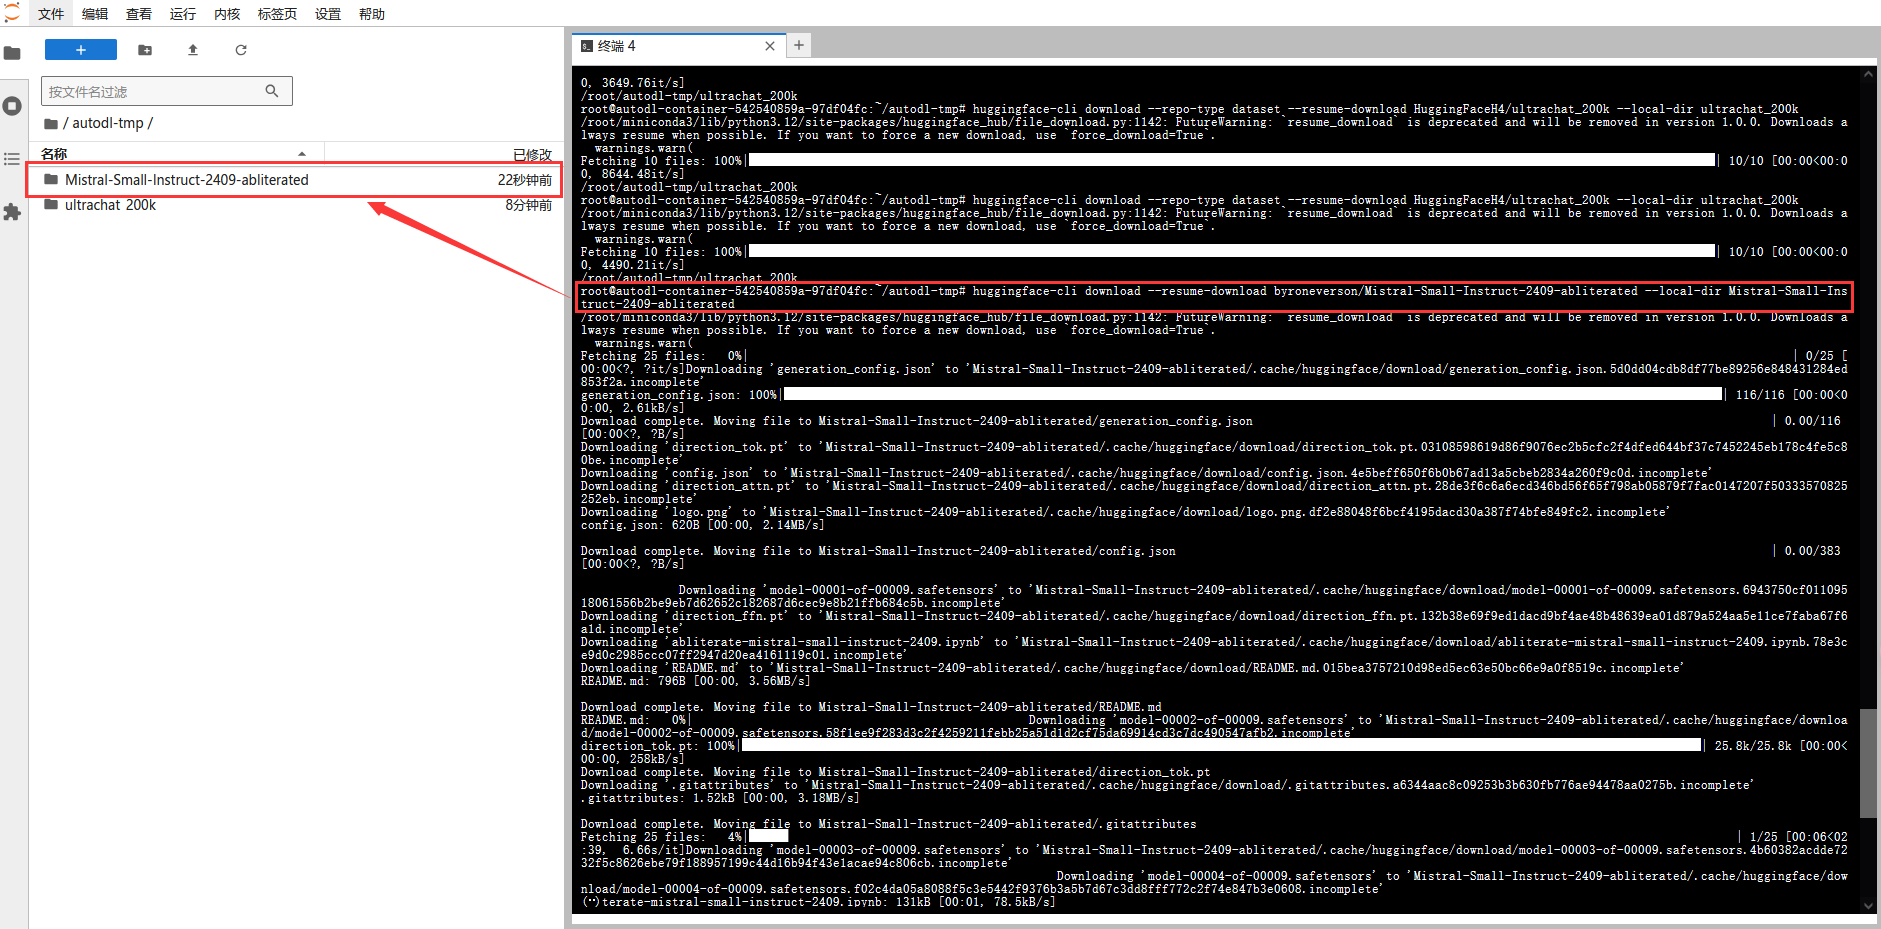 文件 编辑 查看 运行 内核 标签页 设置 帮助
+
按文件名过滤
/ autodl-tmp /
名称 已修改
Mistral-Small-Instruct-2409-abliterated 22秒钟前
ultrachat_200k 8分钟前
终端 4
0, 3649.76it/s]
/root/autodl-tmp/ultrachat_200k
root@autodl-container-542540859a-97df04fc:~/autodl-tmp# huggingface-cli download --repo-type dataset --resume-download HuggingFaceH4/ultrachat_200k --local-dir ultrachat_200k
/root/miniconda3/lib/python3.12/site-packages/huggingface_hub/file_download.py:1142: FutureWarning: `resume_download` is deprecated and will be removed in version 1.0.0. Downloads a
lways resume when possible. If you want to force a new download, use `force_download=True`.
warnings.warn(
Fetching 10 files: 100%| | 10/10 [00:00<00:0
0, 8644.48it/s]
/root/autodl-tmp/ultrachat_200k
root@autodl-container-542540859a-97df04fc:~/autodl-tmp# huggingface-cli download --repo-type dataset --resume-download HuggingFaceH4/ultrachat_200k --local-dir ultrachat_200k
/root/miniconda3/lib/python3.12/site-packages/huggingface_hub/file_download.py:1142: FutureWarning: `resume_download` is deprecated and will be removed in version 1.0.0. Downloads a
lways resume when possible. If you want to force a new download, use `force_download=True`.
warnings.warn(
Fetching 10 files: 100%| | 10/10 [00:00<00:0
0, 4490.21it/s]
/root/autodl-tmp/ultrachat_200k
root@autodl-container-542540859a-97df04fc:~/autodl-tmp# huggingface-cli download --resume-download byroneverson/Mistral-Small-Instruct-2409-abliterated --local-dir Mistral-Small-Ins
truct-2409-abliterated
/root/miniconda3/lib/python3.12/site-packages/huggingface_hub/file_download.py:1142: FutureWarning: `resume_download` is deprecated and will be removed in version 1.0.0. Downloads a
lways resume when possible. If you want to force a new download, use `force_download=True`.
warnings.warn(
Fetching 25 files: 0%| | 0/25 [
00:00<?, ?it/s]Downloading 'generation_config.json' to 'Mistral-Small-Instruct-2409-abliterated/.cache/huggingface/download/generation_config.json.5d0dd04cdb8df77be89256e848431284ed
853f2a.incomplete'
generation_config.json: 100%| | 116/116 [00:00<0
0:00, 2.61kB/s]
Download complete. Moving file to Mistral-Small-Instruct-2409-abliterated/generation_config.json | 0.00/116
[00:00<?, ?B/s]
Downloading 'direction_tok.pt' to 'Mistral-Small-Instruct-2409-abliterated/.cache/huggingface/download/direction_tok.pt.03108598619d86f9076ec2b5cfc2f4dfed644bf37c7452245eb178c4fe5c8
0be.incomplete'
Downloading 'config.json' to 'Mistral-Small-Instruct-2409-abliterated/.cache/huggingface/download/config.json.4e5beff650f6b0b67ad13a5cbeb2834a260f9c0d.incomplete'
Downloading 'direction_attn.pt' to 'Mistral-Small-Instruct-2409-abliterated/.cache/huggingface/download/direction_attn.pt.28de3f6c6a6ecd346bd56f65f798ab05879f7fac0147207f50333570825
252eb.incomplete'
Downloading 'logo.png' to 'Mistral-Small-Instruct-2409-abliterated/.cache/huggingface/download/logo.png.df2e88048f6bcf4195dacd30a387f74bfe849fc2.incomplete'
config.json: 620B [00:00, 2.14MB/s]
Download complete. Moving file to Mistral-Small-Instruct-2409-abliterated/config.json | 0.00/383
[00:00<?, ?B/s]
Downloading 'model-00001-of-00009.safetensors' to 'Mistral-Small-Instruct-2409-abliterated/.cache/huggingface/download/model-00001-of-00009.safetensors.6943750cf011095
18061556b2be9eb7d62652c182687d6cec9e8b21ffb684c5b.incomplete'
Downloading 'direction_ffn.pt' to 'Mistral-Small-Instruct-2409-abliterated/.cache/huggingface/download/direction_ffn.pt.132b38e69f9ed1dacd9bf4ae48b48639ea01d879a524aa5e11ce7faba67f6
a1d.incomplete'
Downloading 'abliterate-mistral-small-instruct-2409.ipynb' to 'Mistral-Small-Instruct-2409-abliterated/.cache/huggingface/download/abliterate-mistral-small-instruct-2409.ipynb.78e3c
e9d0c2985ccc07ff2947d20ea4161119c01.incomplete'
Downloading 'README.md' to 'Mistral-Small-Instruct-2409-abliterated/.cache/huggingface/download/README.md.015bea3757210d98ed5ec63e50bc66e9a0f8519c.incomplete'
README.md: 796B [00:00, 3.56MB/s]
Download complete. Moving file to Mistral-Small-Instruct-2409-abliterated/README.md
README.md: 0%| Downloading 'model-00002-of-00009.safetensors' to 'Mistral-Small-Instruct-2409-abliterated/.cache/huggingface/downloa
d/model-00002-of-00009.safetensors.58f1ee9f283d3c2f4259211febb25a51d1d2cf75da69914cd3c7dc490547afb2.incomplete'
direction_tok.pt: 100%| | 25.8k/25.8k [00:00<
00:00, 258kB/s]
Download complete. Moving file to Mistral-Small-Instruct-2409-abliterated/direction_tok.pt
Downloading '.gitattributes' to 'Mistral-Small-Instruct-2409-abliterated/.cache/huggingface/download/.gitattributes.a6344aac8c09253b3b630fb776ae94478aa0275b.incomplete'
.gitattributes: 1.52kB [00:00, 3.18MB/s]
Download complete. Moving file to Mistral-Small-Instruct-2409-abliterated/.gitattributes
Fetching 25 files: 4%| | 1/25 [00:06<02
:39, 6.66s/it]Downloading 'model-00003-of-00009.safetensors' to 'Mistral-Small-Instruct-2409-abliterated/.cache/huggingface/download/model-00003-of-00009.safetensors.4b60382acdde72
32f5c8626ebe79f188957199c44d16b94f43e1acae94c806cb.incomplete'
Downloading 'model-00004-of-00009.safetensors' to 'Mistral-Small-Instruct-2409-abliterated/.cache/huggingface/dow
nload/model-00004-of-00009.safetensors.f02c4da05a8088f5c3e5442f9376b3a5b7d67c3dd8fff772c2f74e847b3e0608.incomplete'
(…)terate-mistral-small-instruct-2409.ipynb: 131kB [00:01, 78.5kB/s]